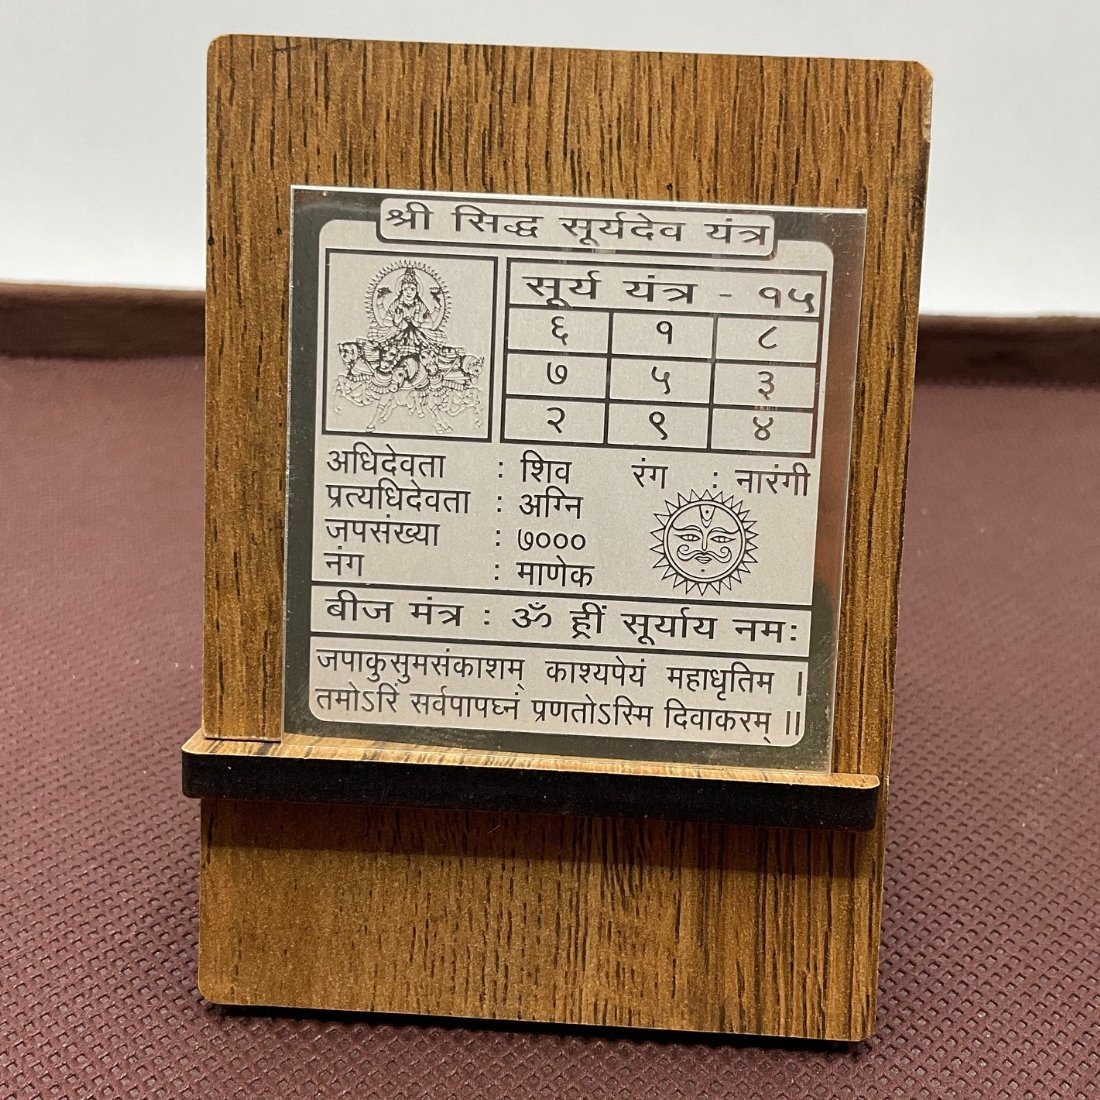 श्री सिद्ध सूर्यदेव यंत्र
सूर्य यंत्र - १५
६ १ ८
७ ५ ३
२ ९ ४
अधिदेवता : शिव रंग : नारंगी
प्रत्यधिदेवता : अग्नि
जपसंख्या : ७०००
नंग : माणेक
बीज मंत्र : ॐ ह्रीं सूर्याय नमः
जपाकुसुमसंकाशम् काश्यपेयं महाधृतिम ।
तमोऽरिं सर्वपापघ्नं प्रणतोऽस्मि दिवाकरम् ॥